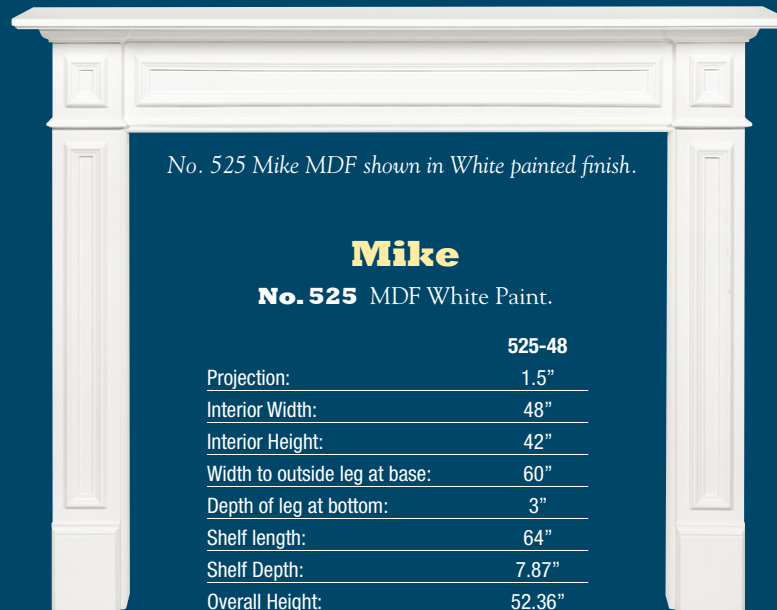 No. 525 Mike MDF shown in White painted finish.
Mike
No. 525 MDF White Paint.
525-48
Projection: 1.5”
Interior Width: 48”
Interior Height: 42”
Width to outside leg at base: 60”
Depth of leg at bottom: 3”
Shelf length: 64”
Shelf Depth: 7.87”
Overall Height: 52.36”